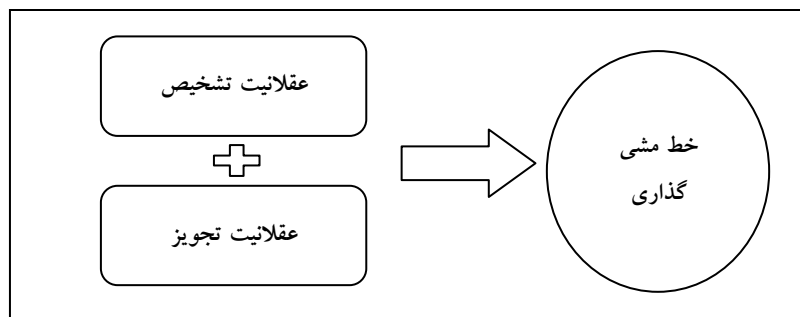 عقلانیت تشخیص
عقلانیت تجویز
خط مشی
گذاری